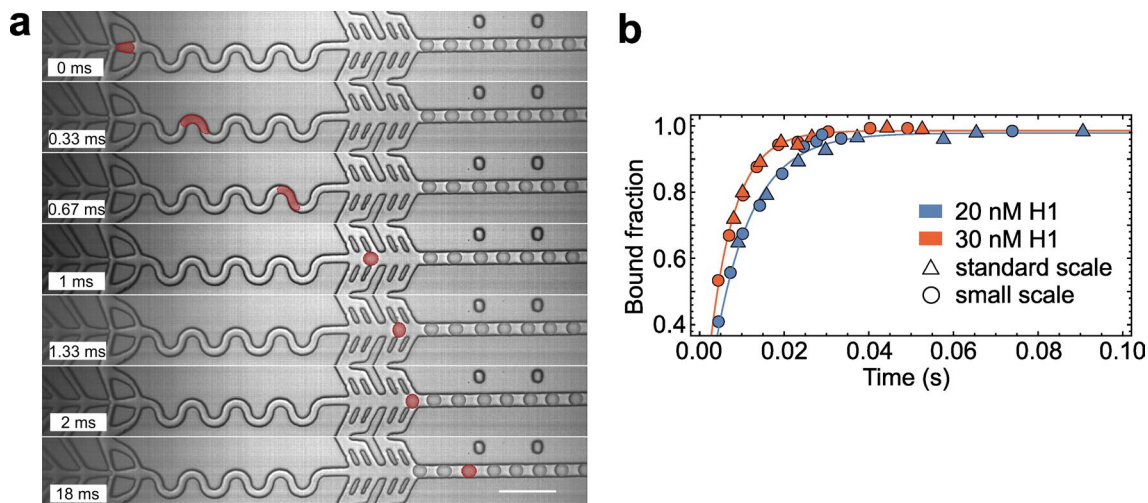 a
0 ms
0.33 ms
0.67 ms
1 ms
1.33 ms
2 ms
18 ms
b
Bound fraction
1.0
0.8
0.6
0.4
20 nM H1
30 nM H1
standard scale
small scale
0.00 0.02 0.04 0.06 0.08 0.10
Time (s)